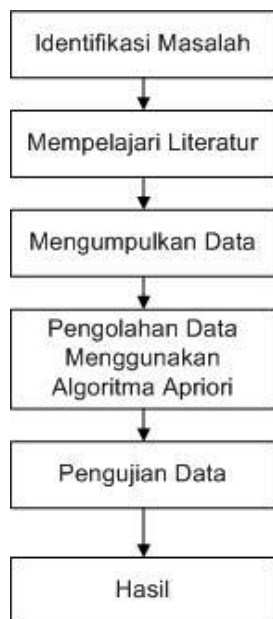 Identifikasi Masalah
Mempelajari Literatur
Mengumpulkan Data
Pengolahan Data
Menggunakan
Algoritma Apriori
Pengujian Data
Hasil